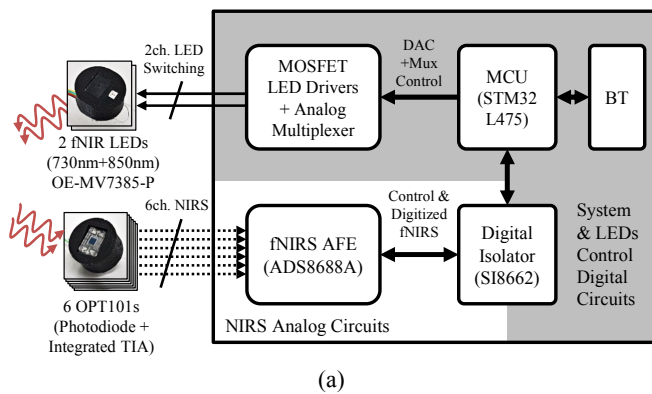 2ch. LED
Switching
2 fNIR LEDs
(730nm+850nm)
OE-MV7385-P
MOSFET
LED Drivers
+ Analog
Multiplexer
DAC
+Mux
Control
MCU
(STM32
L475)
BT
6ch. NIRS
6 OPT101s
(Photodiode +
Integrated TIA)
fNIRS AFE
(ADS8688A)
Control &
Digitized
fNIRS
Digital
Isolator
(SI8662)
System
& LEDs
Control
Digital
Circuits
NIRS Analog Circuits
(a)